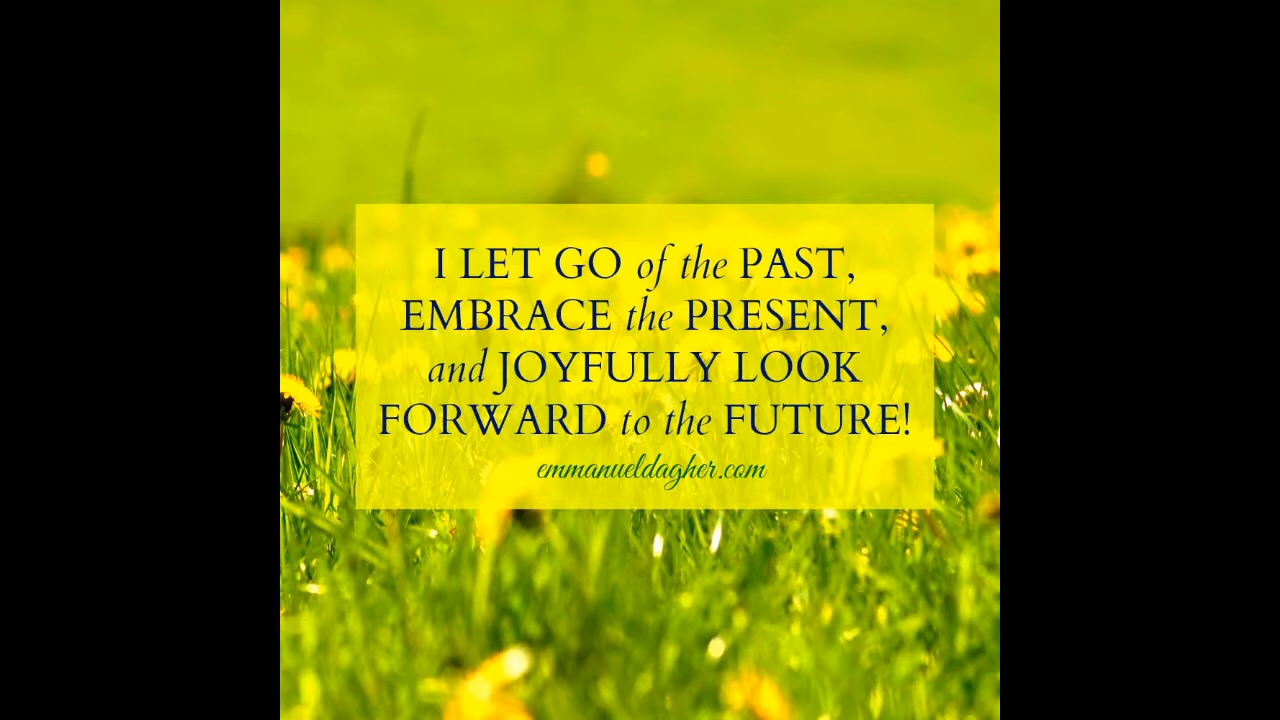 I LET GO of the PAST,
EMBRACE the PRESENT,
and JOYFULLY LOOK
FORWARD to the FUTURE!
emmanueldagher.com